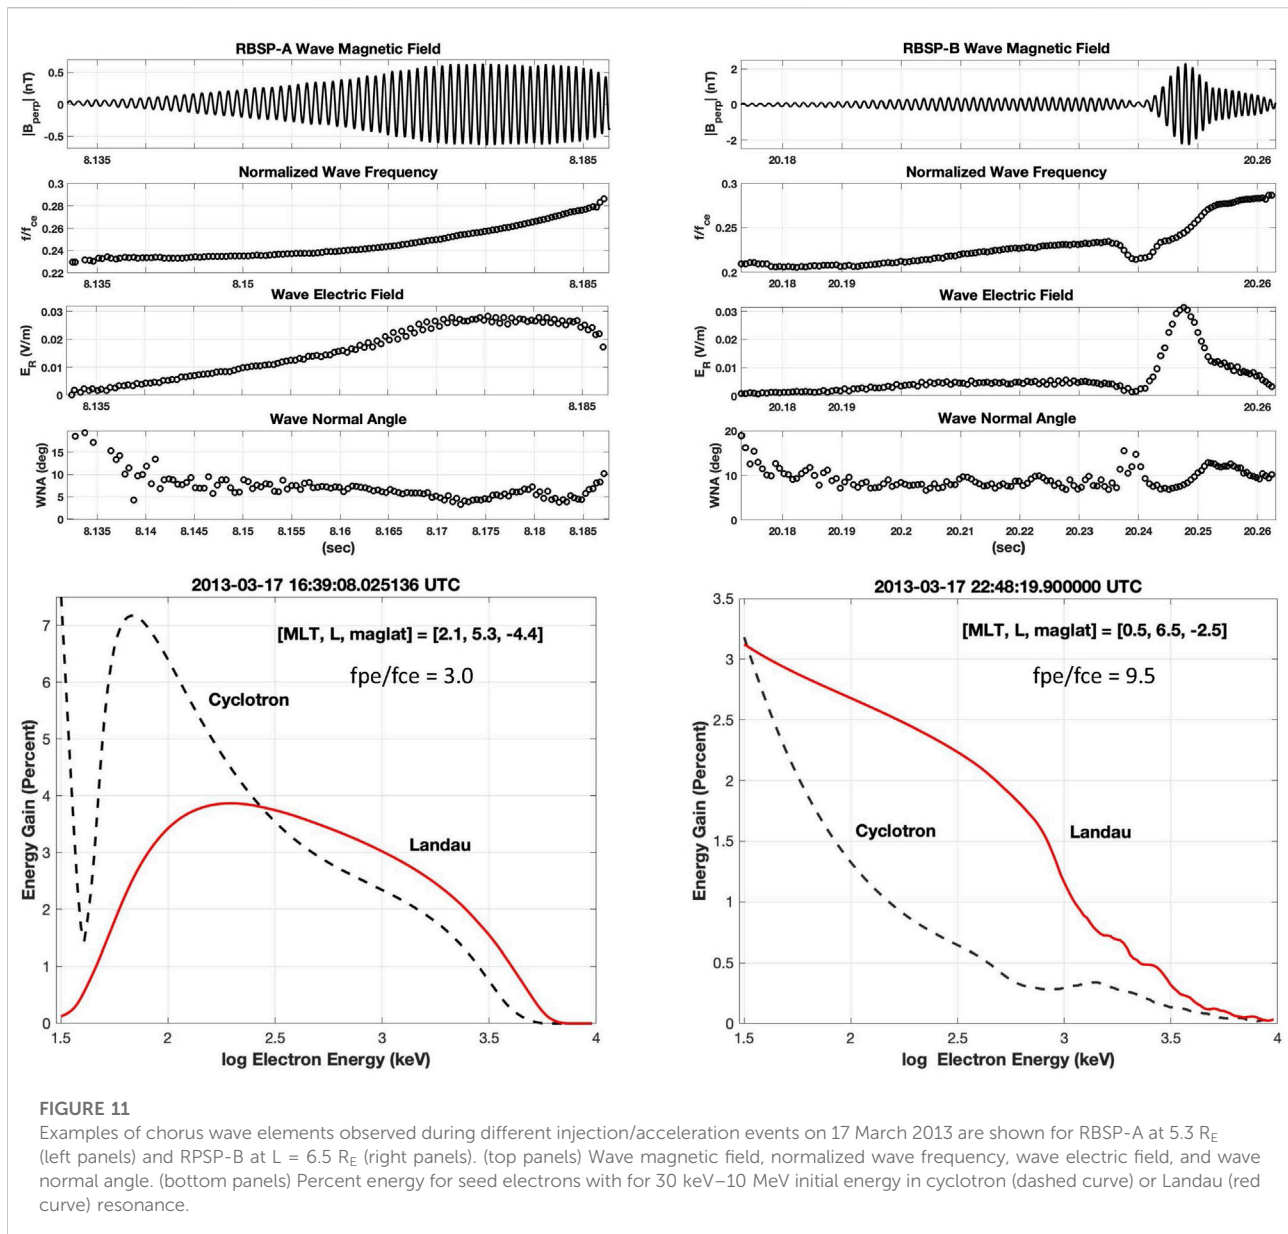 RBSP-A Wave Magnetic Field
|B_perp| (nT)
0.5
0
-0.5
8.135
8.185
Normalized Wave Frequency
f/f_ce
0.3
0.28
0.26
0.24
0.22
8.135
8.15
8.185
Wave Electric Field
E_R (V/m)
0.03
0.02
0.01
0
8.135
8.185
Wave Normal Angle
WNA (deg)
20
15
10
5
0
8.135 8.14 8.145 8.15 8.155 8.16 8.165 8.17 8.175 8.18 8.185
(sec)
RBSP-B Wave Magnetic Field
|B_perp| (nT)
2
0
-2
20.18
20.26
Normalized Wave Frequency
f/f_ce
0.3
0.25
0.2
20.18
20.19
20.26
Wave Electric Field
E_R (V/m)
0.03
0.02
0.01
0
20.18
20.19
20.26
Wave Normal Angle
WNA (deg)
20
10
0
20.18 20.19 20.2 20.21 20.22 20.23 20.24 20.25 20.26
(sec)
2013-03-17 16:39:08.025136 UTC
[MLT, L, maglat] = [2.1, 5.3, -4.4]
fpe/fce = 3.0
Cyclotron
Landau
Energy Gain (Percent)
7
6
5
4
3
2
1
0
1.5 2 2.5 3 3.5 4
log Electron Energy (keV)
2013-03-17 22:48:19.900000 UTC
[MLT, L, maglat] = [0.5, 6.5, -2.5]
fpe/fce = 9.5
Cyclotron
Landau
Energy Gain (Percent)
3.5
3
2.5
2
1.5
1
0.5
0
1.5 2 2.5 3 3.5 4
log Electron Energy (keV)
FIGURE 11
Examples of chorus wave elements observed during different injection/acceleration events on 17 March 2013 are shown for RBSP-A at 5.3 R_E
(left panels) and RPSP-B at L = 6.5 R_E (right panels). (top panels) Wave magnetic field, normalized wave frequency, wave electric field, and wave
normal angle. (bottom panels) Percent energy for seed electrons with for 30 keV–10 MeV initial energy in cyclotron (dashed curve) or Landau (red
curve) resonance.